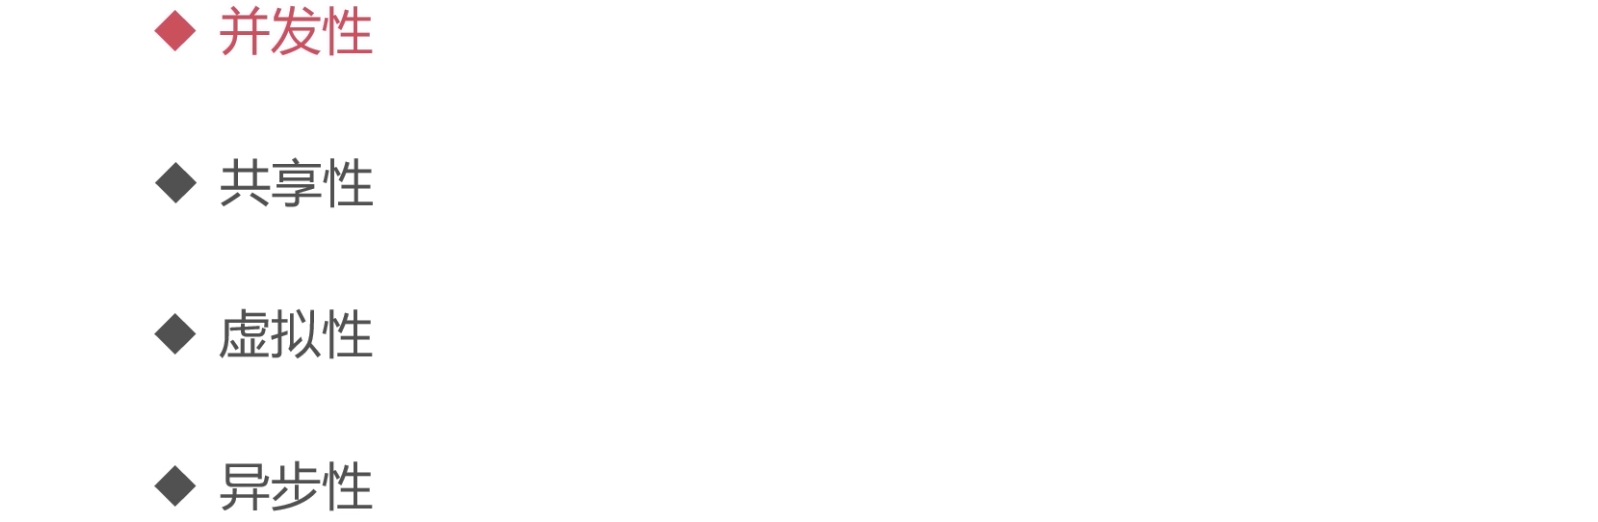 ◆ 并发性
◆ 共享性
◆ 虚拟性
◆ 异步性